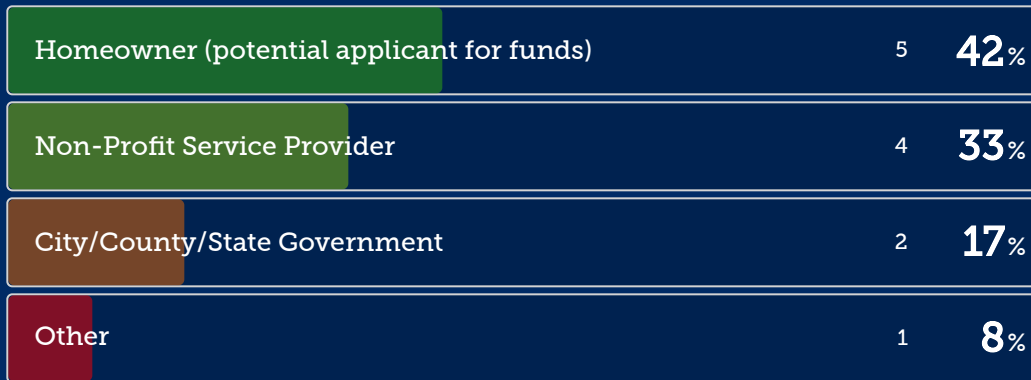 Homeowner (potential applicant for funds) 5 42%
Non-Profit Service Provider 4 33%
City/County/State Government 2 17%
Other 1 8%